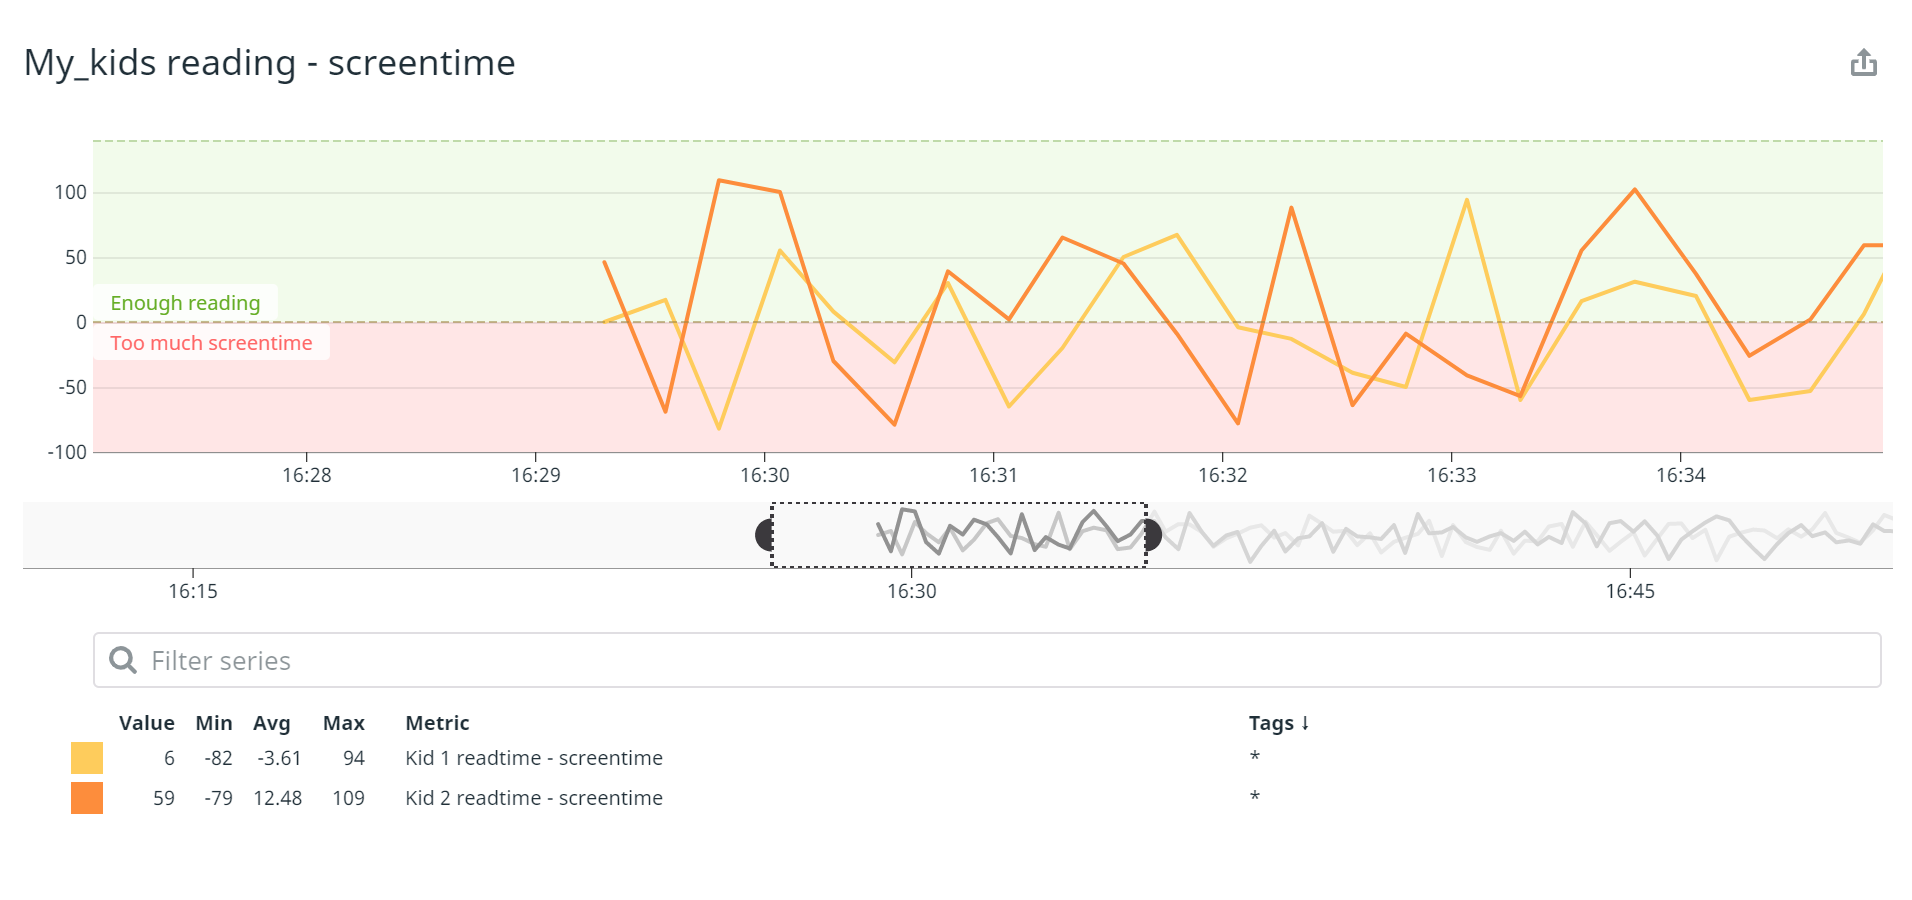 My_kids reading - screentime
100
50
Enough reading
0
Too much screentime
-50
-100
16:28 16:29 16:30 16:31 16:32 16:33 16:34
16:15 16:30 16:45
Filter series
Value Min Avg Max Metric Tags ↓
6 -82 -3.61 94 Kid 1 readtime - screentime *
59 -79 12.48 109 Kid 2 readtime - screentime *